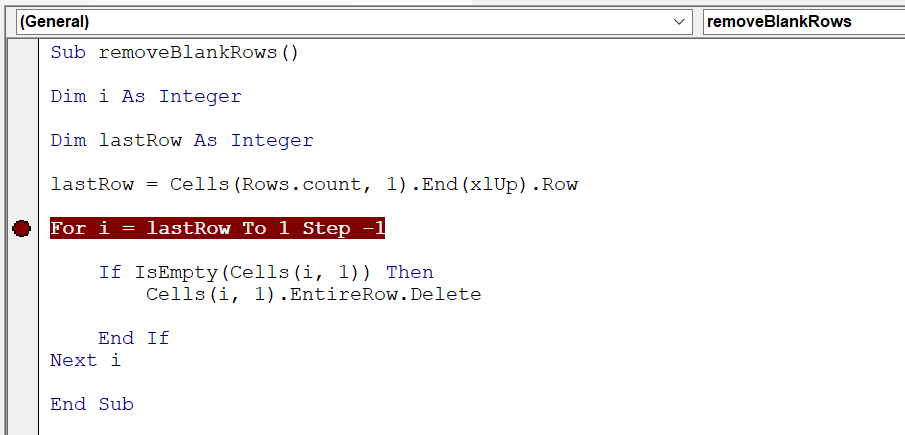 (General) removeBlankRows
Sub removeBlankRows()
Dim i As Integer
Dim lastRow As Integer
lastRow = Cells(Rows.count, 1).End(xlUp).Row
For i = lastRow To 1 Step -1
If IsEmpty(Cells(i, 1)) Then
Cells(i, 1).EntireRow.Delete
End If
Next i
End Sub